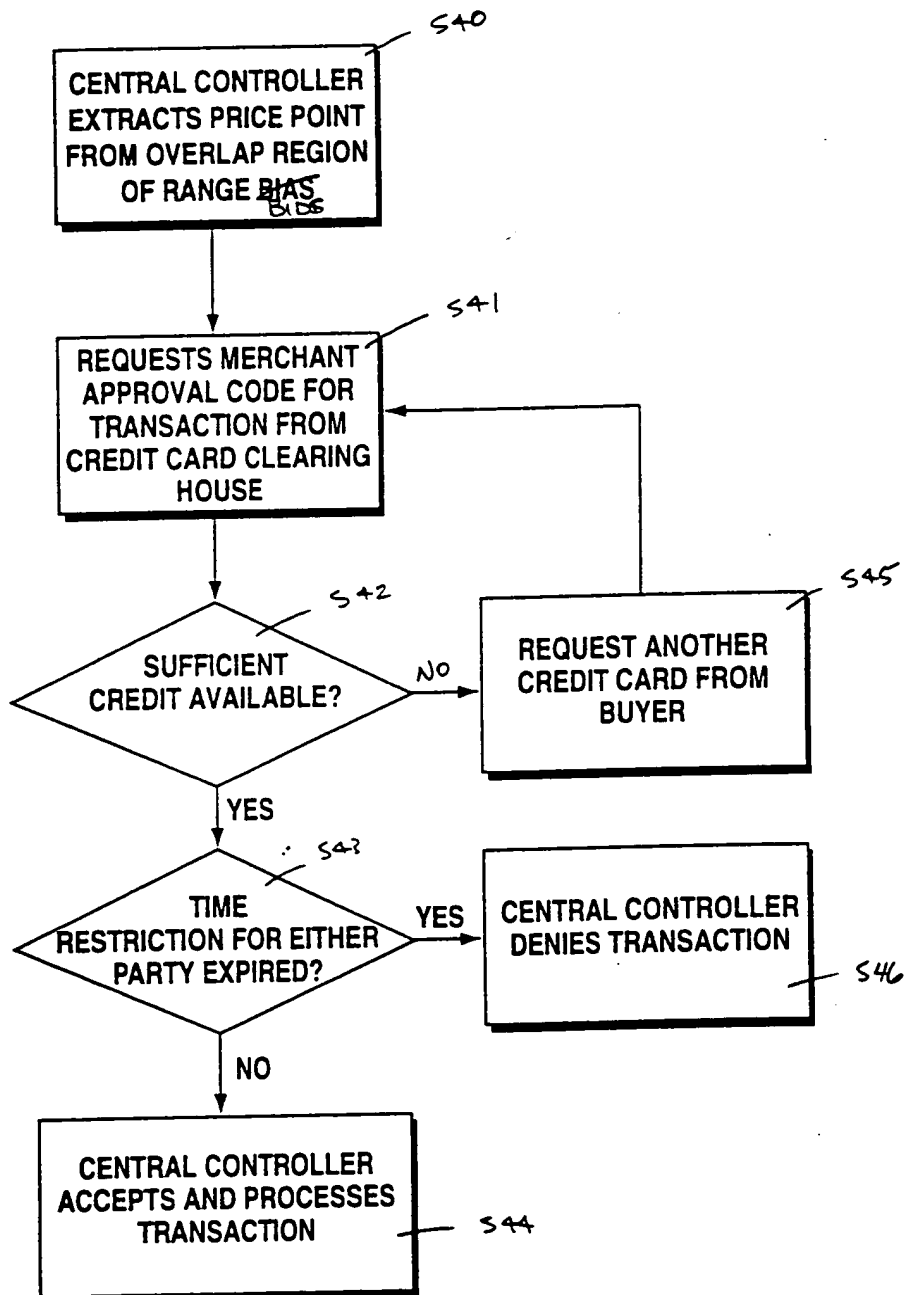 S40
CENTRAL CONTROLLER
EXTRACTS PRICE POINT
FROM OVERLAP REGION
OF RANGE BIAS
BIDS
S41
REQUESTS MERCHANT
APPROVAL CODE FOR
TRANSACTION FROM
CREDIT CARD CLEARING
HOUSE
S42
SUFFICIENT
CREDIT AVAILABLE?
NO
S45
REQUEST ANOTHER
CREDIT CARD FROM
BUYER
YES
S43
TIME
RESTRICTION FOR EITHER
PARTY EXPIRED?
YES
CENTRAL CONTROLLER
DENIES TRANSACTION
S46
NO
CENTRAL CONTROLLER
ACCEPTS AND PROCESSES
TRANSACTION
S44